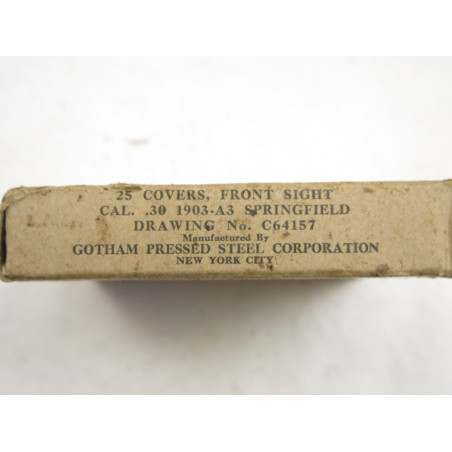 25 COVERS, FRONT SIGHT
CAL. .30 1903-A3 SPRINGFIELD
DRAWING No. C64157
Manufactured By
GOTHAM PRESSED STEEL CORPORATION
NEW YORK CITY